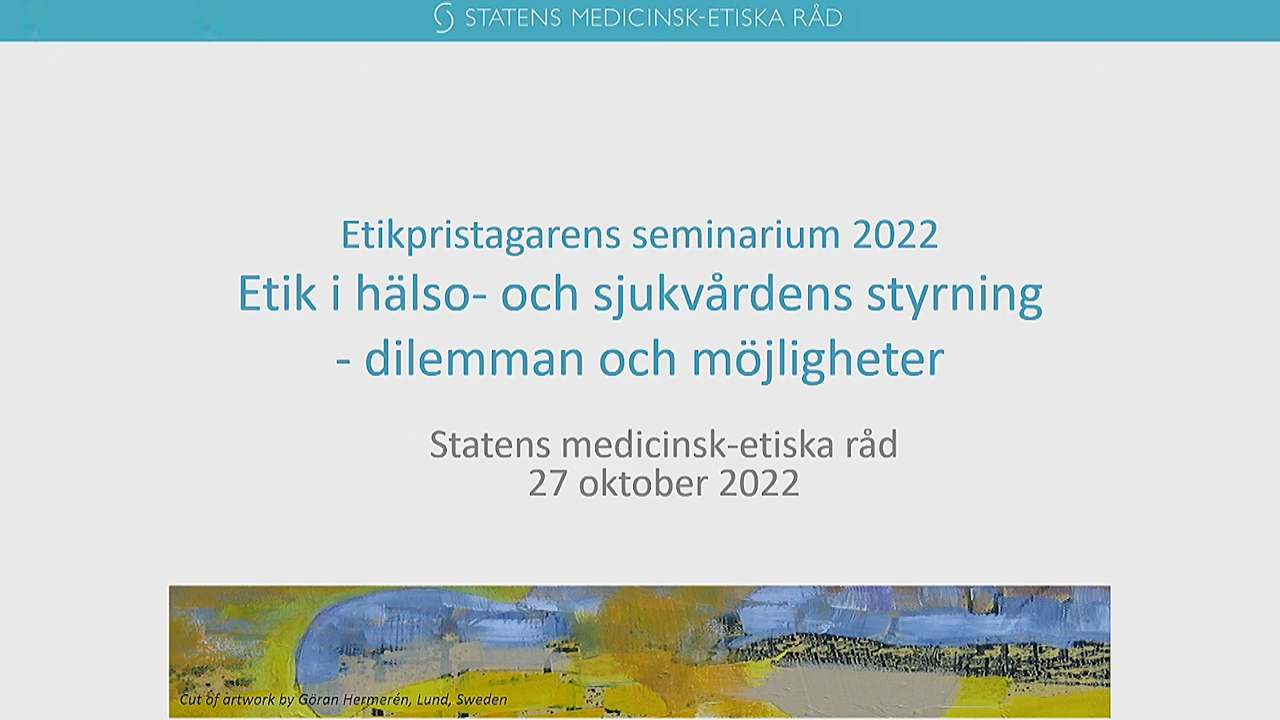 STATENS MEDICINSK-ETISKA RÅD
Etikpristagarens seminarium 2022
Etik i hälso- och sjukvårdens styrning
- dilemman och möjligheter
Statens medicinsk-etiska råd
27 oktober 2022
Cut of artwork by Göran Hermerén, Lund, Sweden